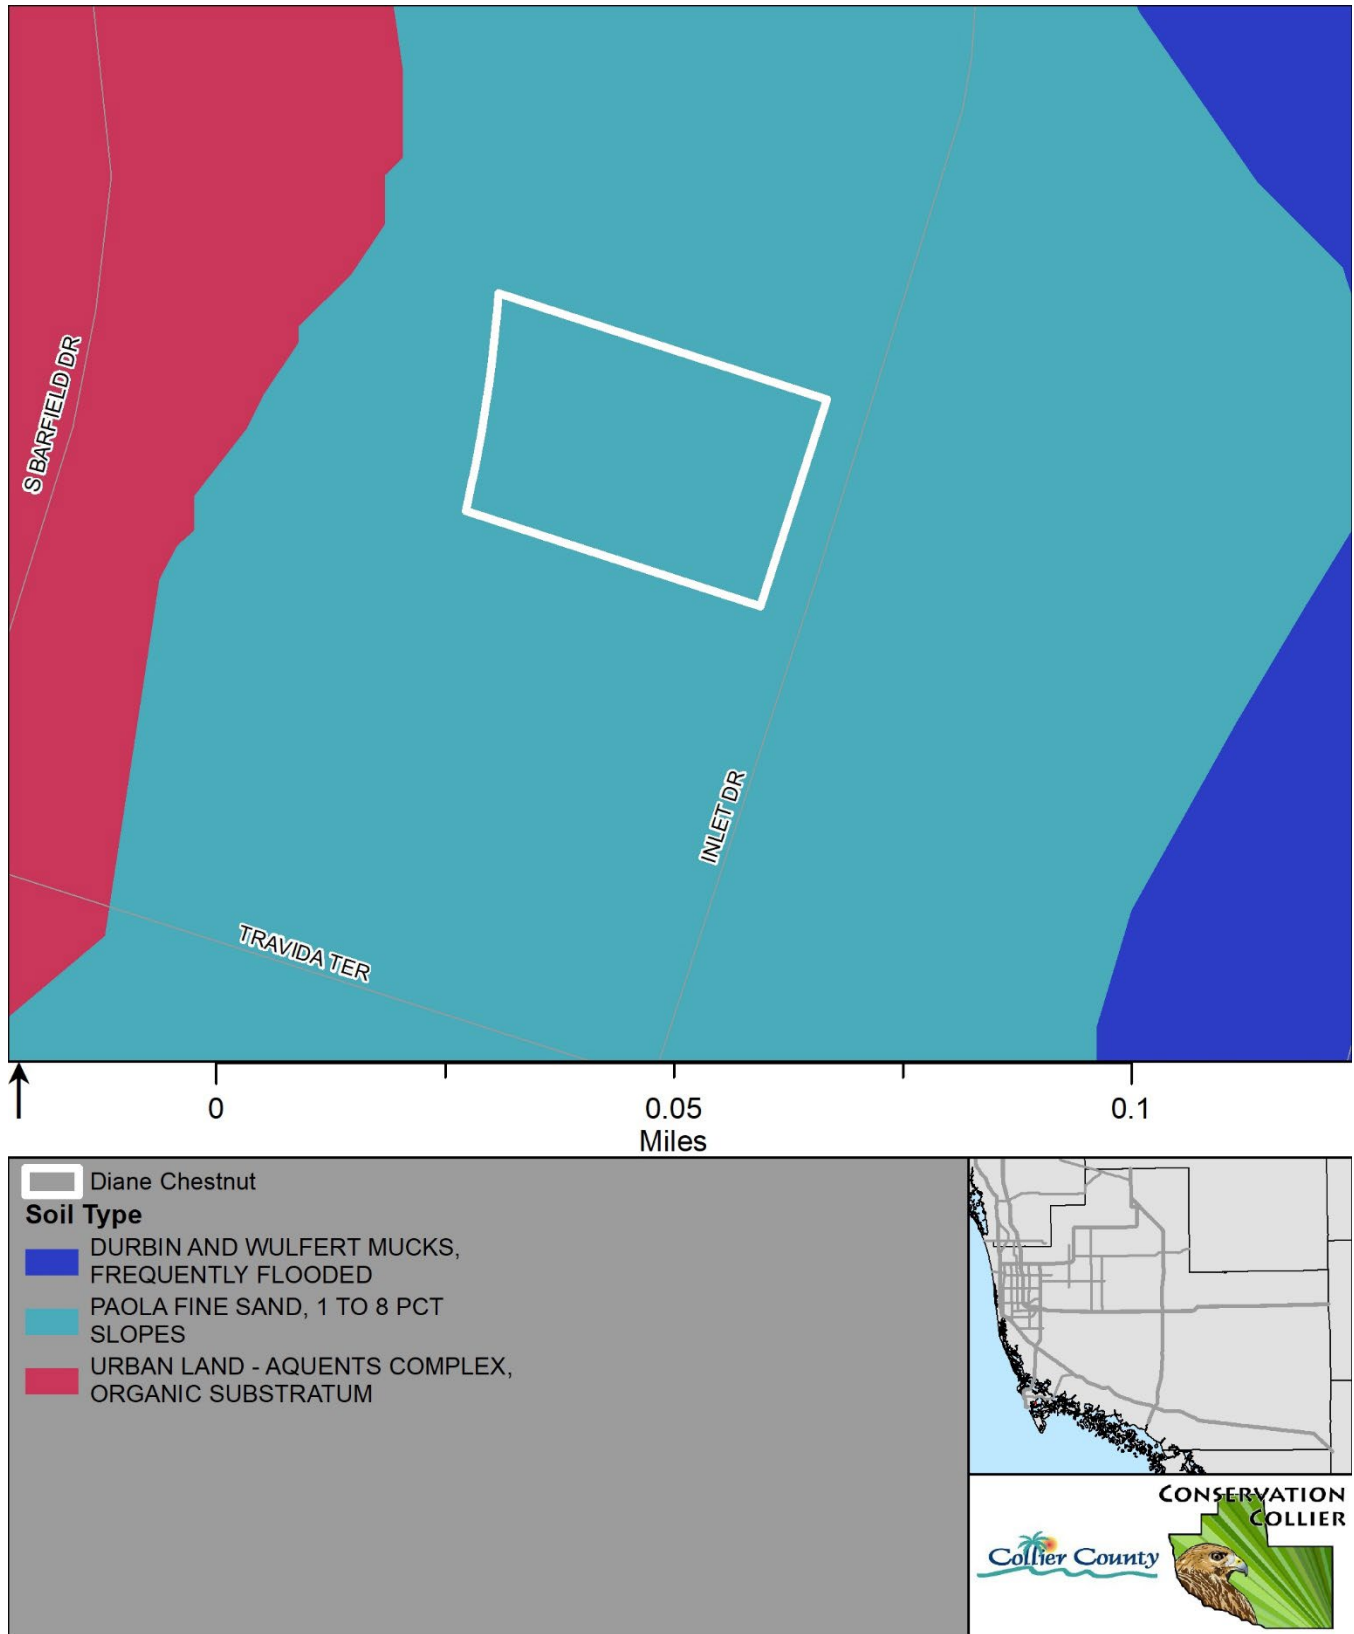 S BARFIELD DR
INLET DR
TRAVIDA TER
0
0.05
0.1
Miles
Diane Chestnut
Soil Type
DURBIN AND WULFERT MUCKS,
FREQUENTLY FLOODED
PAOLA FINE SAND, 1 TO 8 PCT
SLOPES
URBAN LAND - AQUENTS COMPLEX,
ORGANIC SUBSTRATUM
CONSERVATION
COLLIER
Collier County